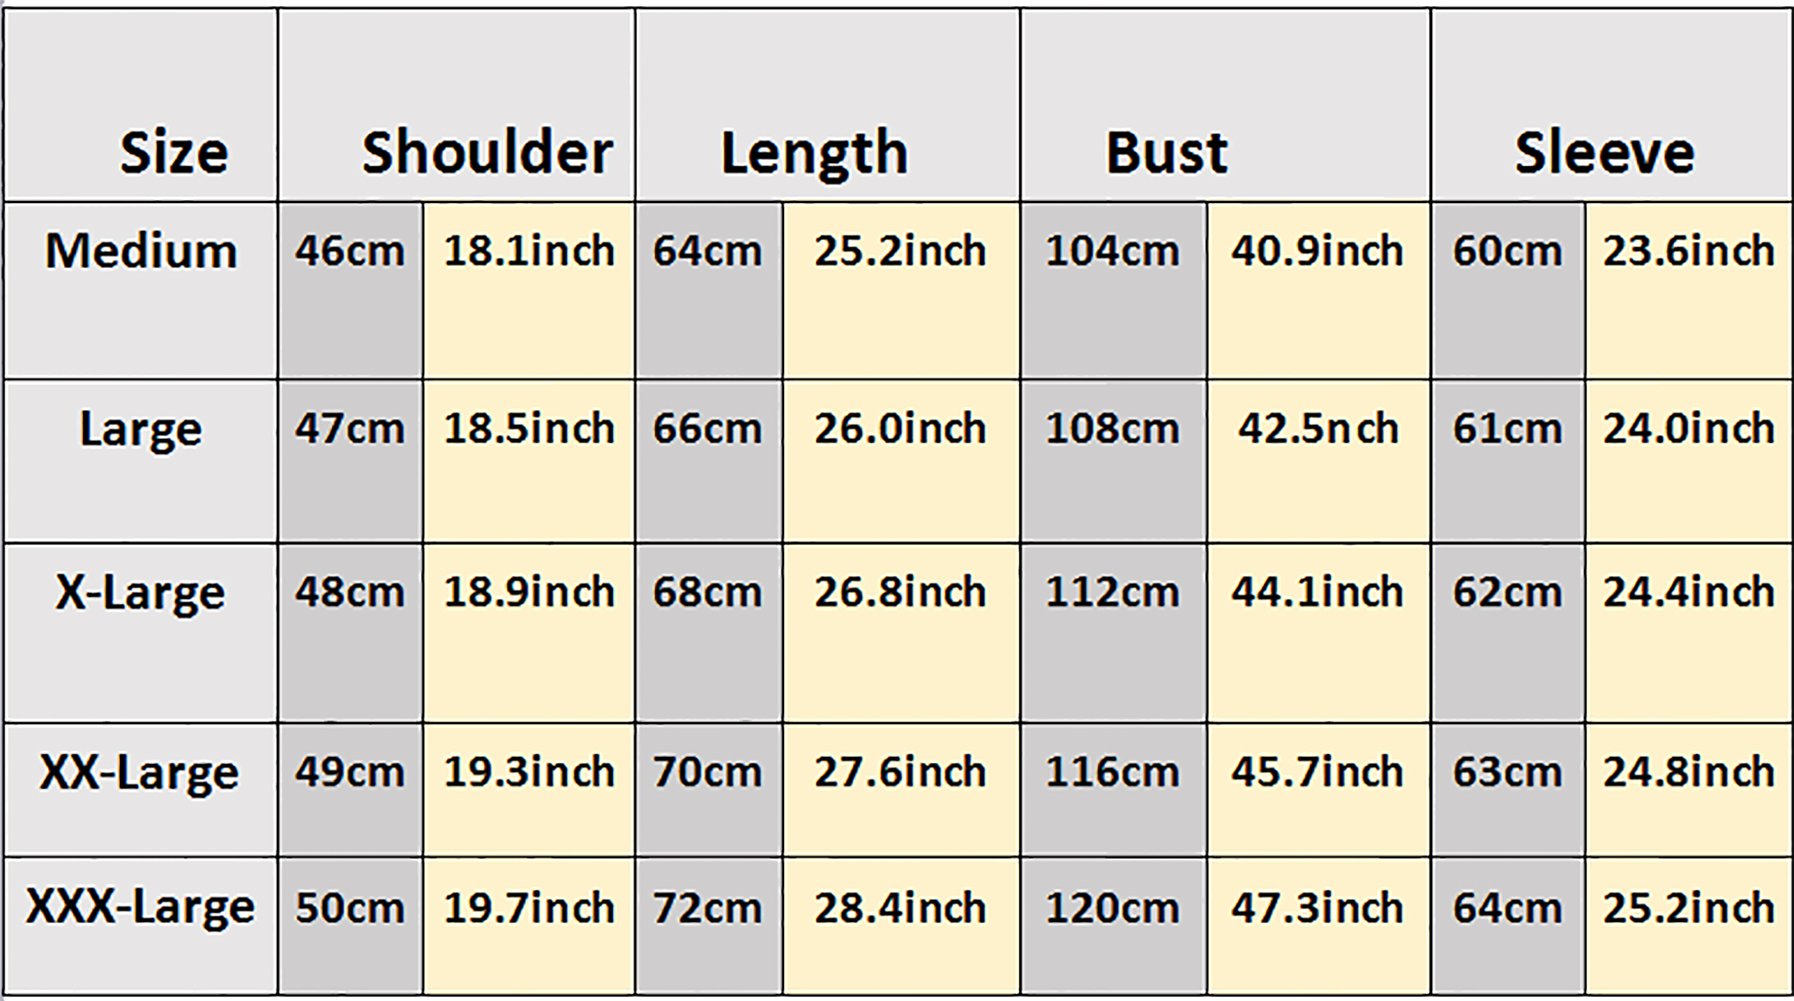 Size Shoulder Length Bust Sleeve
Medium 46cm 18.1inch 64cm 25.2inch 104cm 40.9inch 60cm 23.6inch
Large 47cm 18.5inch 66cm 26.0inch 108cm 42.5nch 61cm 24.0inch
X-Large 48cm 18.9inch 68cm 26.8inch 112cm 44.1inch 62cm 24.4inch
XX-Large 49cm 19.3inch 70cm 27.6inch 116cm 45.7inch 63cm 24.8inch
XXX-Large 50cm 19.7inch 72cm 28.4inch 120cm 47.3inch 64cm 25.2inch